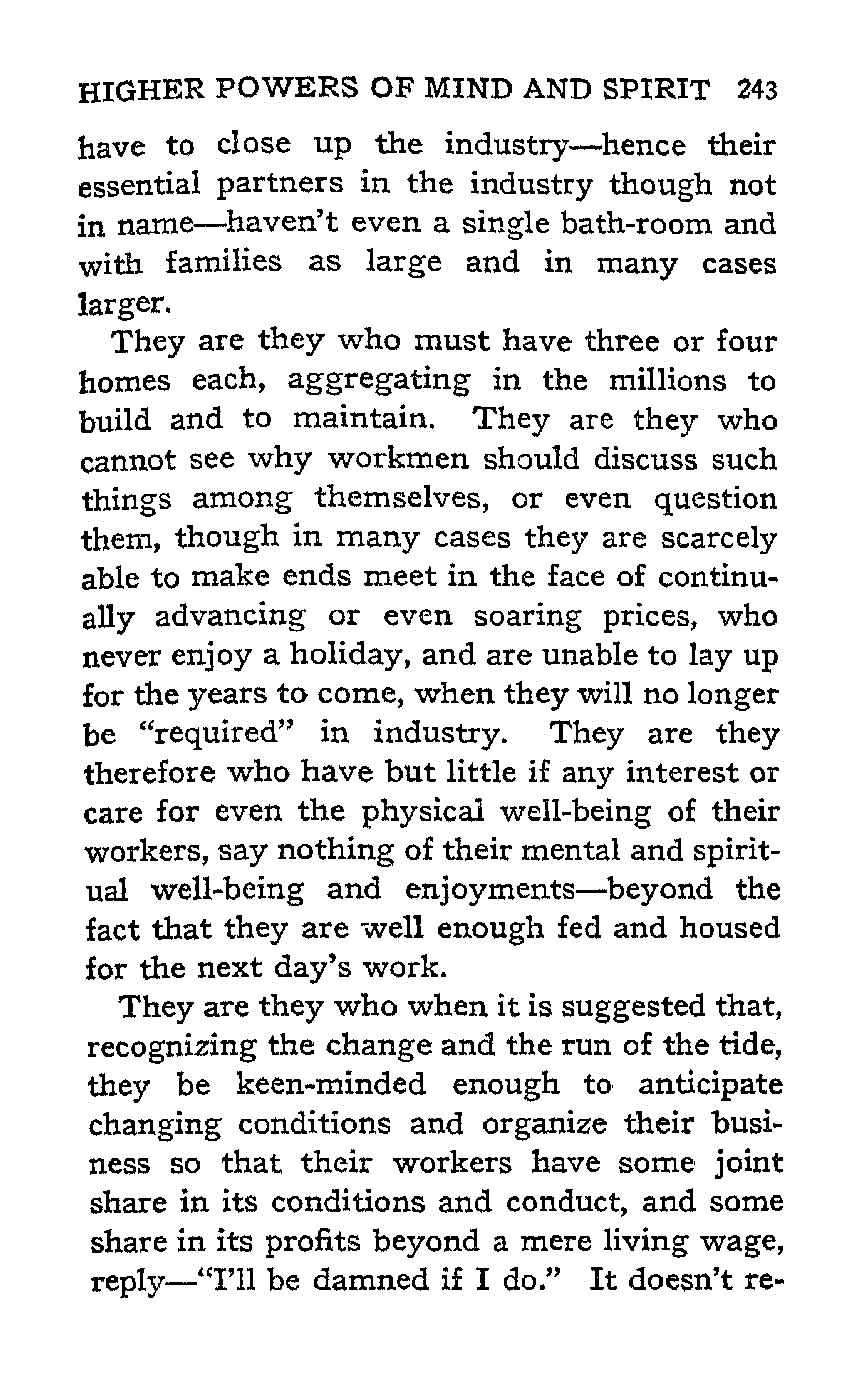 HIGHER POWERS OF MIND AND SPIRIT 243
have to close up the industry—hence their
essential partners in the industry though not
in name—haven't even a single bath-room and
with families as large and in many cases
larger.
They are they who must have three or four
homes each, aggregating in the millions to
build and to maintain. They are they who
cannot see why workmen should discuss such
things among themselves, or even question
them, though in many cases they are scarcely
able to make ends meet in the face of continu-
ally advancing or even soaring prices, who
never enjoy a holiday, and are unable to lay up
for the years to come, when they will no longer
be “required” in industry. They are they
therefore who have but little if any interest or
care for even the physical well-being of their
workers, say nothing of their mental and spirit-
ual well-being and enjoyments—beyond the
fact that they are well enough fed and housed
for the next day's work.
They are they who when it is suggested that,
recognizing the change and the run of the tide,
they be keen-minded enough to anticipate
changing conditions and organize their busi-
ness so that their workers have some joint
share in its conditions and conduct, and some
share in its profits beyond a mere living wage,
reply—“I'll be damned if I do.” It doesn't re-